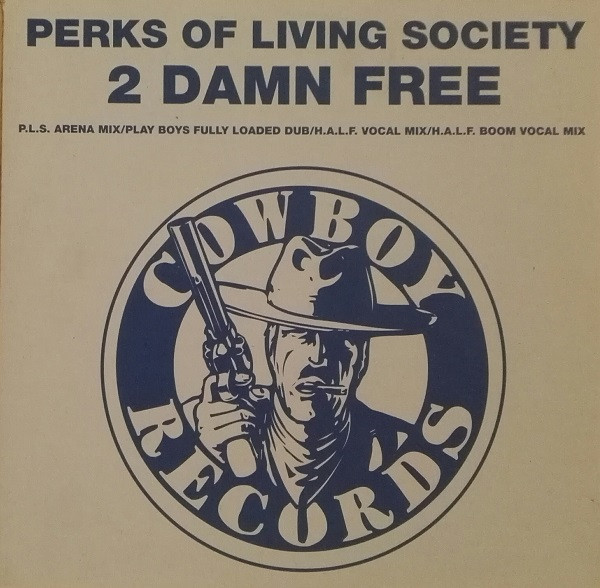 PERKS OF LIVING SOCIETY
2 DAMN FREE
P.L.S. ARENA MIX/PLAY BOYS FULLY LOADED DUB/H.A.L.F. VOCAL MIX/H.A.L.F. BOOM VOCAL MIX
COWBOY
RECORDS